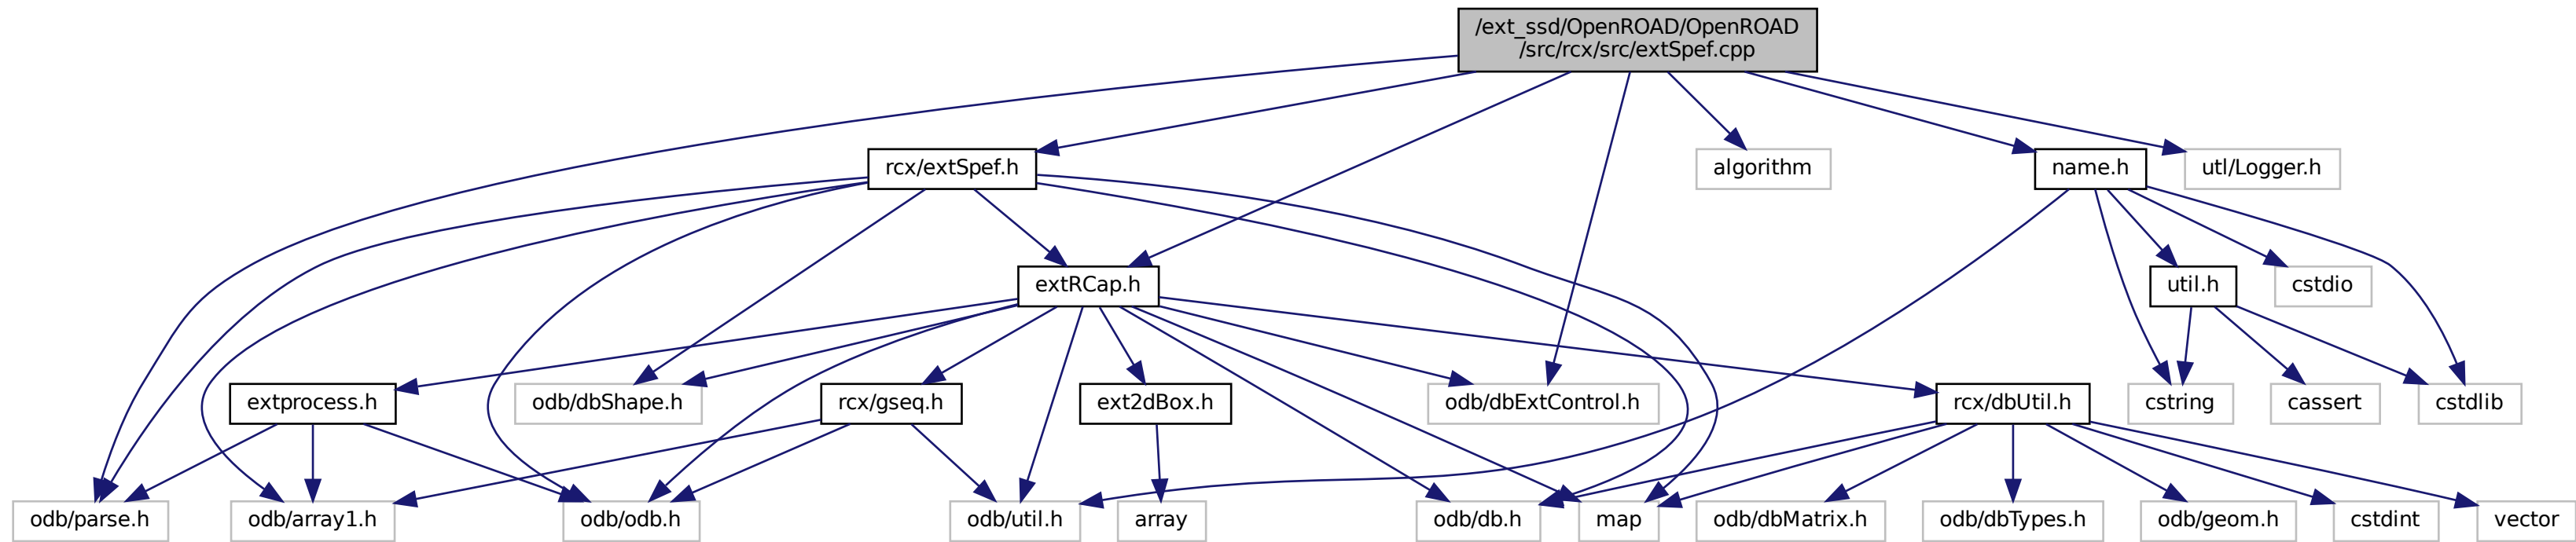 /ext_ssd/OpenROAD/OpenROAD
/src/rcx/src/extSpef.cpp
rcx/extSpef.h
algorithm
name.h
utl/Logger.h
extRCap.h
util.h
cstdio
extprocess.h
odb/dbShape.h
rcx/gseq.h
ext2dBox.h
odb/dbExtControl.h
rcx/dbUtil.h
cstring
cassert
cstdlib
odb/parse.h
odb/array1.h
odb/odb.h
odb/util.h
array
odb/db.h
map
odb/dbMatrix.h
odb/dbTypes.h
odb/geom.h
cstdint
vector